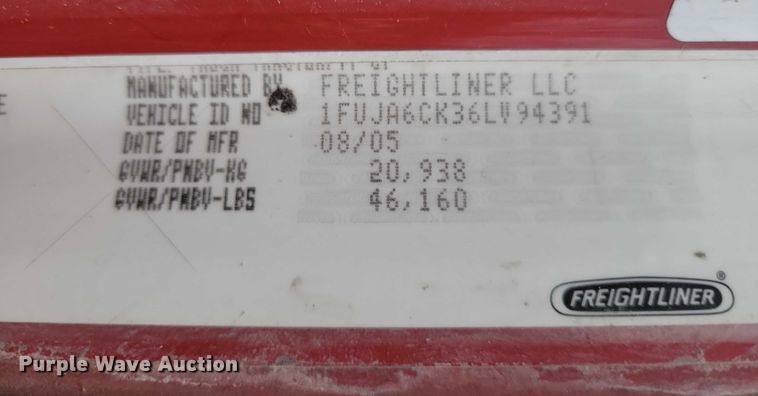 MANUFACTURED BY FREIGHTLINER LLC
VEHICLE ID NO 1FUJA6CK36LV94391
DATE OF MFR 08/05
GVWR/PNBV-KG 20,938
GVWR/PNBV-LBS 46,160
FREIGHTLINER®
Purple Wave Auction